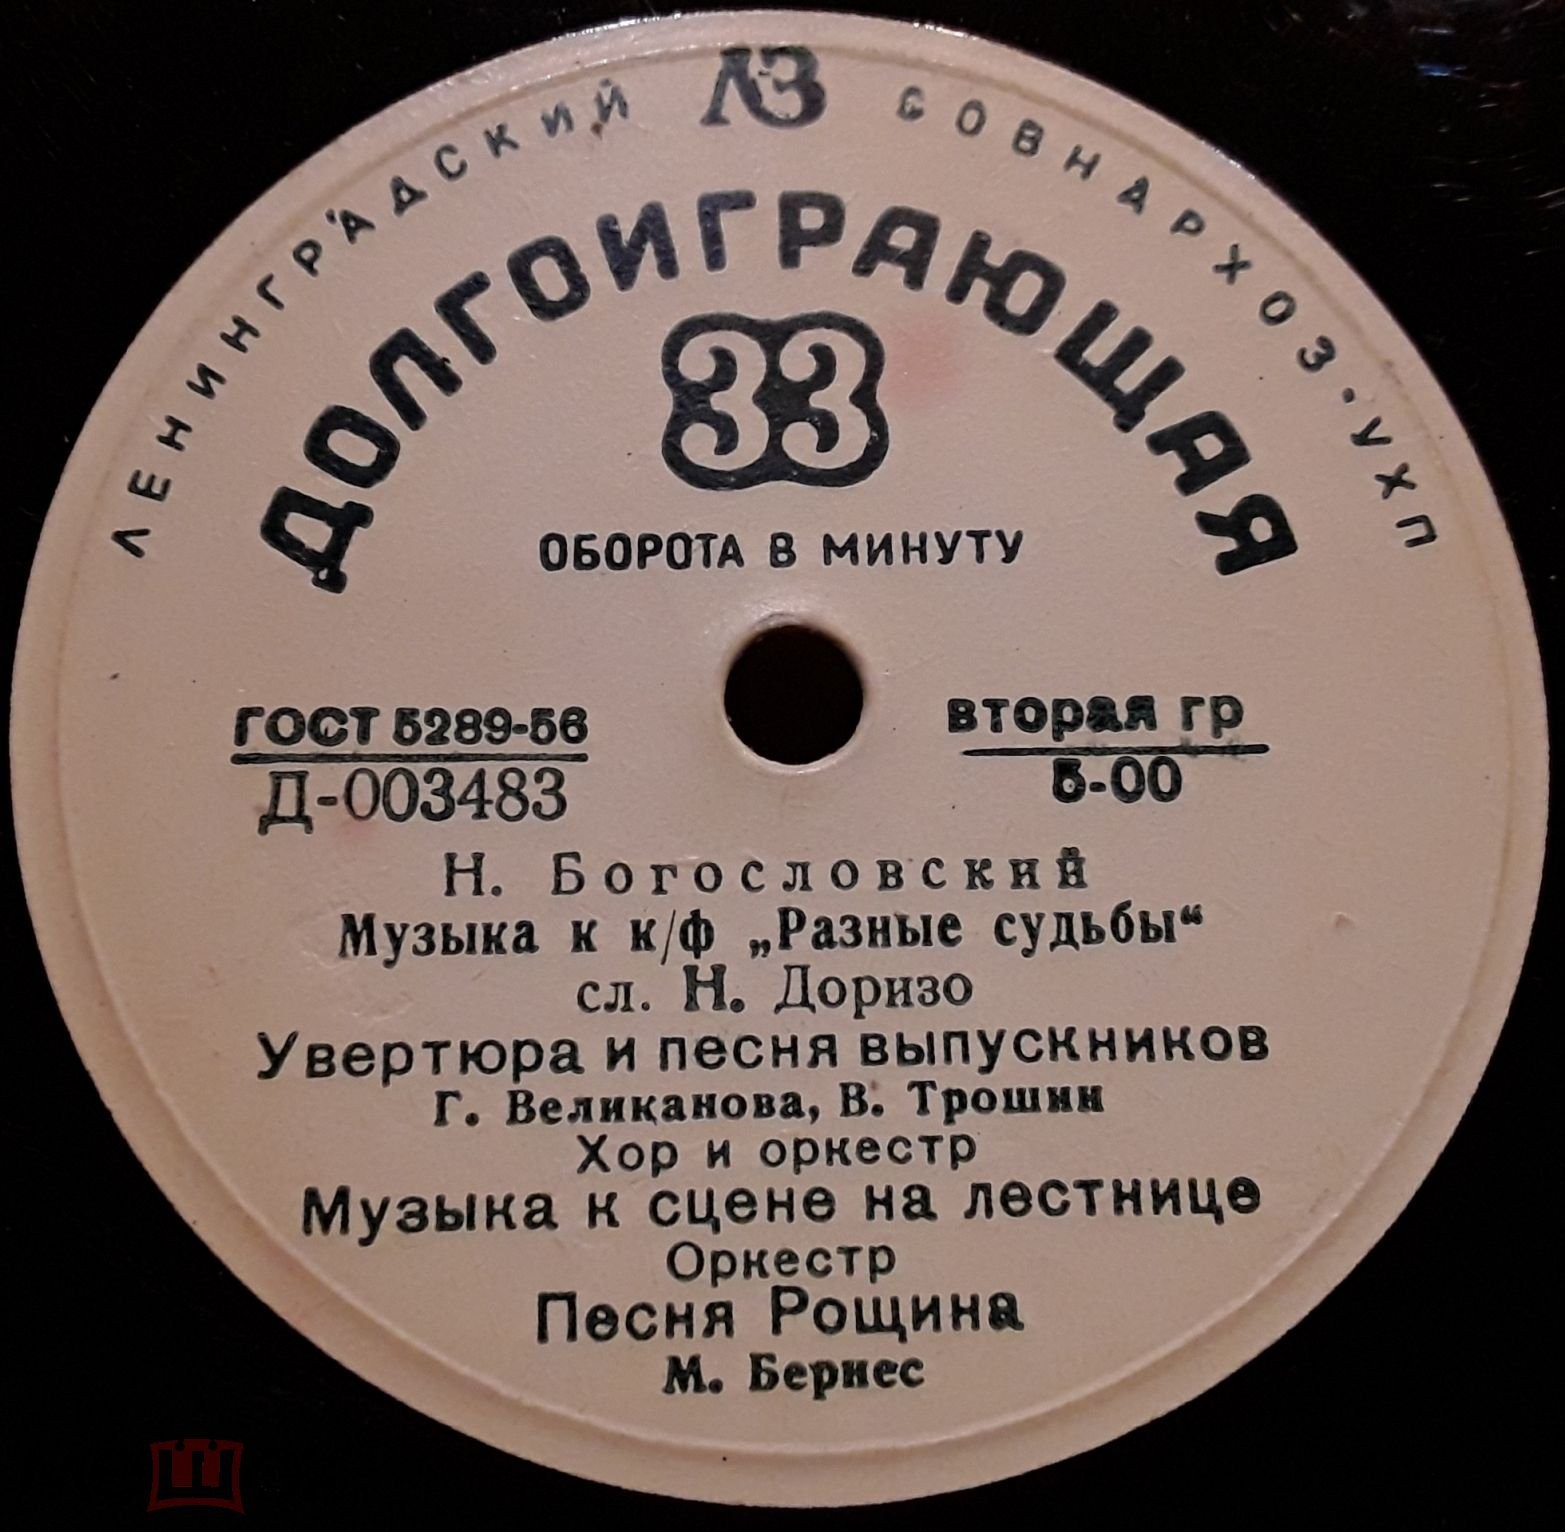 ЛЕНИНГРАДСКИЙ ЛЗ СОВНАРХОЗ·УХП
ДОЛГОИГРАЮЩАЯ
33
ОБОРОТА В МИНУТУ
ГОСТ 5289-56 вторая гр
Д-003483 5-00
Н. Богословский
Музыка к к/ф „Разные судьбы“
сл. Н. Доризо
Увертюра и песня выпускников
Г. Великанова, В. Трошин
Хор и оркестр
Музыка к сцене на лестнице
Оркестр
Песня Рощина
М. Бернес